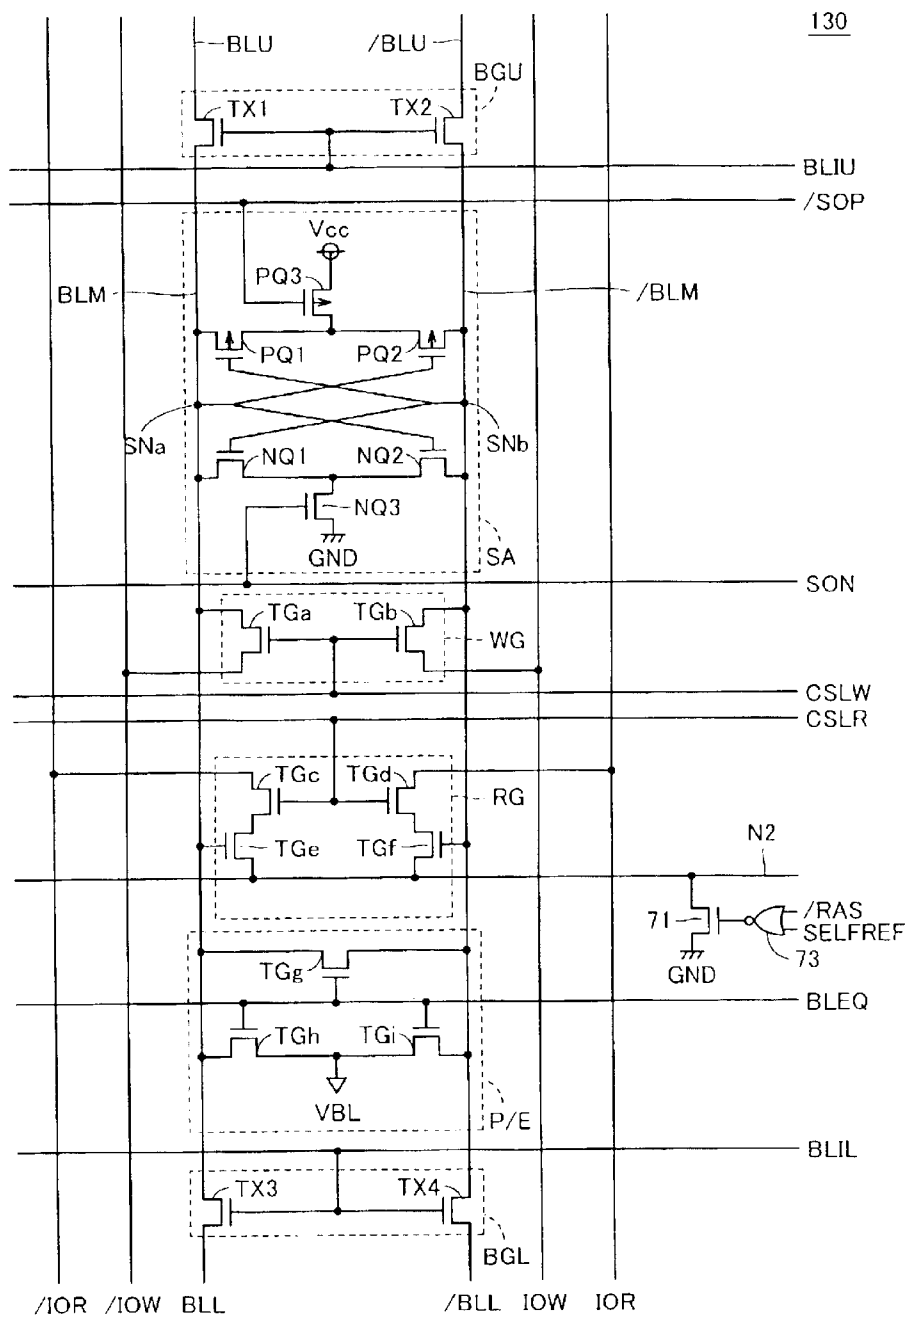 130
BLU /BLU
BGU
TX1 TX2
BLIU
/SOP
Vcc
PQ3
BLM /BLM
PQ1 PQ2
SNa SNb
NQ1 NQ2
NQ3
GND SA
SON
TGa TGb
WG
CSLW
CSLR
TGc TGd
RG
TGe TGf
N2
71 /RAS
SELFREF
73
GND
TGg
BLEQ
TGh TGi
VBL
P/E
BLIL
TX3 TX4
BGL
/IOR /IOW BLL /BLL IOW IOR